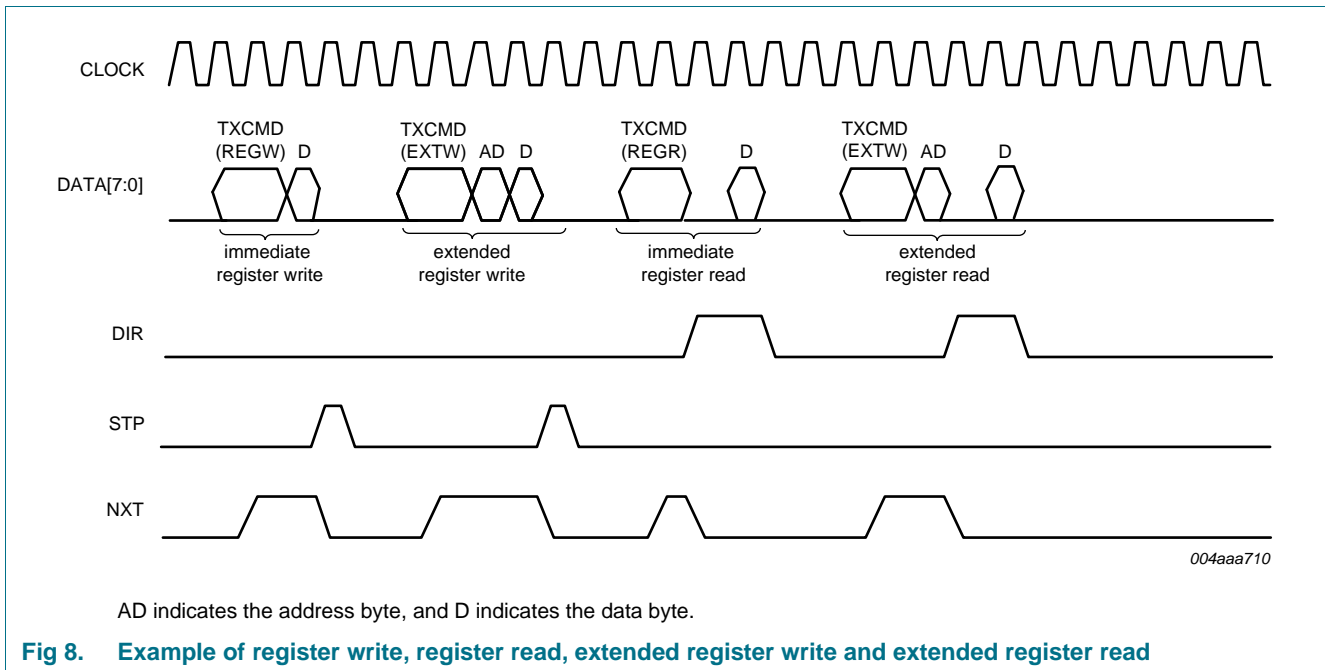 CLOCK
TXCMD TXCMD TXCMD TXCMD
(REGW) D (EXTW) AD D (REGR) D (EXTW) AD D
DATA[7:0]
immediate extended immediate extended
register write register write register read register read
DIR
STP
NXT
004aaa710
AD indicates the address byte, and D indicates the data byte.
Fig 8. Example of register write, register read, extended register write and extended register read